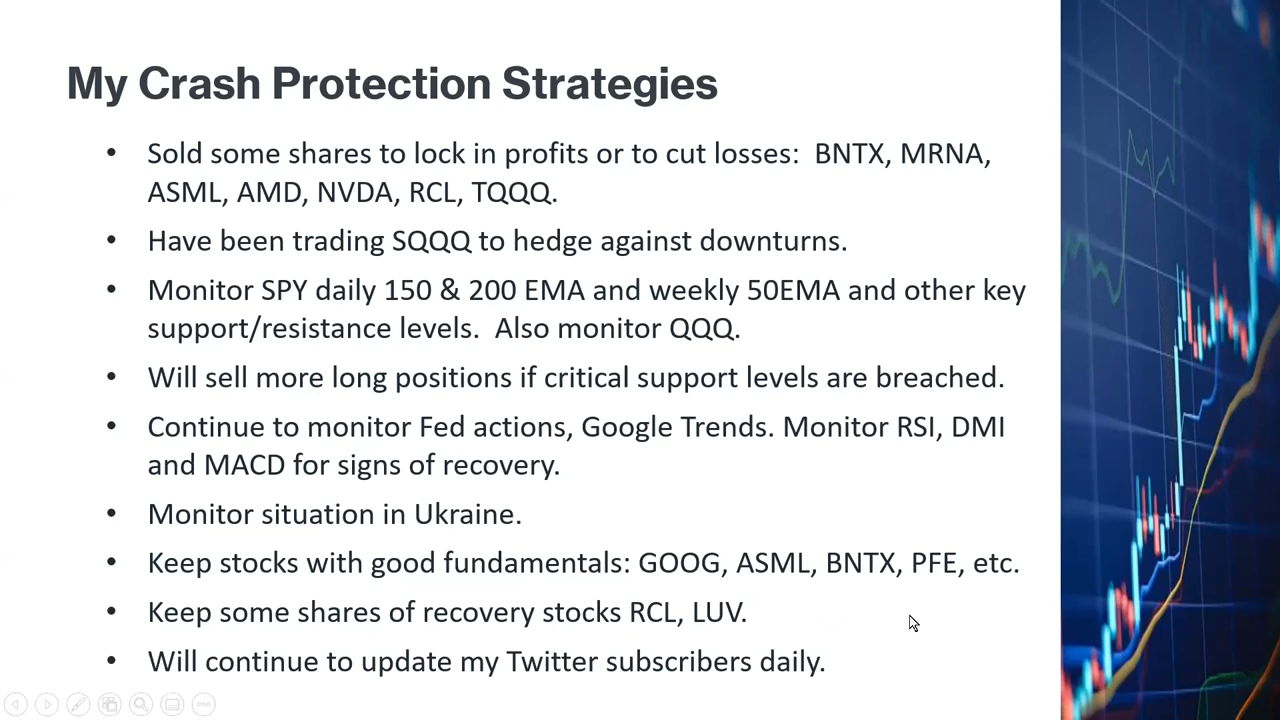 My Crash Protection Strategies
• Sold some shares to lock in profits or to cut losses:  BNTX, MRNA,
ASML, AMD, NVDA, RCL, TQQQ.
• Have been trading SQQQ to hedge against downturns.
• Monitor SPY daily 150 & 200 EMA and weekly 50EMA and other key
support/resistance levels.  Also monitor QQQ.
• Will sell more long positions if critical support levels are breached.
• Continue to monitor Fed actions, Google Trends. Monitor RSI, DMI
and MACD for signs of recovery.
• Monitor situation in Ukraine.
• Keep stocks with good fundamentals: GOOG, ASML, BNTX, PFE, etc.
• Keep some shares of recovery stocks RCL, LUV.
• Will continue to update my Twitter subscribers daily.